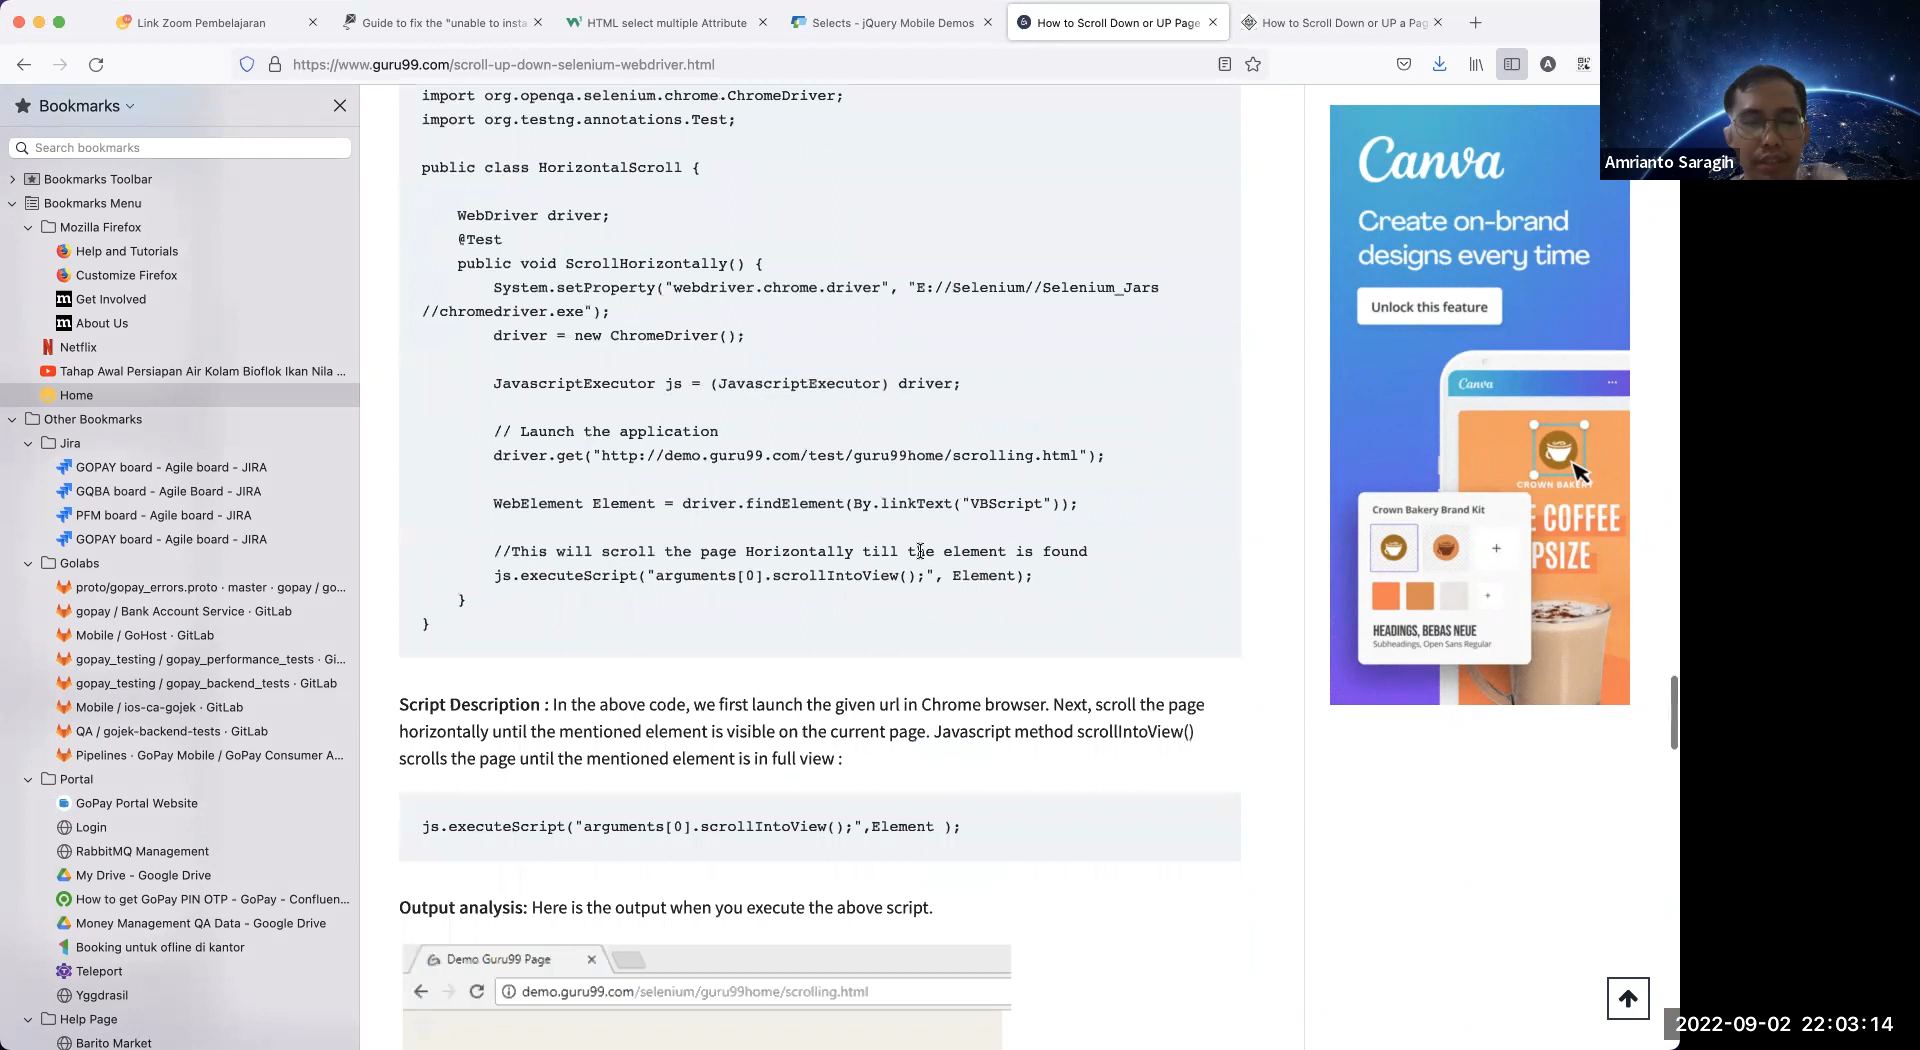 Link Zoom Pembelajaran
Guide to fix the "unable to insta
HTML select multiple Attribute
Selects - jQuery Mobile Demos
How to Scroll Down or UP Page
How to Scroll Down or UP a Pag
https://www.guru99.com/scroll-up-down-selenium-webdriver.html
Bookmarks
Search bookmarks
Bookmarks Toolbar
Bookmarks Menu
Mozilla Firefox
Help and Tutorials
Customize Firefox
Get Involved
About Us
Netflix
Tahap Awal Persiapan Air Kolam Bioflok Ikan Nila ...
Home
Other Bookmarks
Jira
GOPAY board - Agile board - JIRA
GQBA board - Agile Board - JIRA
PFM board - Agile board - JIRA
GOPAY board - Agile board - JIRA
Golabs
proto/gopay_errors.proto · master · gopay / go...
gopay / Bank Account Service · GitLab
Mobile / GoHost · GitLab
gopay_testing / gopay_performance_tests · Gi...
gopay_testing / gopay_backend_tests · GitLab
Mobile / ios-ca-gojek · GitLab
QA / gojek-backend-tests · GitLab
Pipelines · GoPay Mobile / GoPay Consumer A...
Portal
GoPay Portal Website
Login
RabbitMQ Management
My Drive - Google Drive
How to get GoPay PIN OTP - GoPay - Confluen...
Money Management QA Data - Google Drive
Booking untuk ofline di kantor
Teleport
Yggdrasil
Help Page
Barito Market
import org.openqa.selenium.chrome.ChromeDriver;
import org.testng.annotations.Test;
public class HorizontalScroll {
WebDriver driver;
@Test
public void ScrollHorizontally() {
System.setProperty("webdriver.chrome.driver", "E://Selenium//Selenium_Jars
//chromedriver.exe");
driver = new ChromeDriver();
JavascriptExecutor js = (JavascriptExecutor) driver;
// Launch the application
driver.get("http://demo.guru99.com/test/guru99home/scrolling.html");
WebElement Element = driver.findElement(By.linkText("VBScript"));
//This will scroll the page Horizontally till the element is found
js.executeScript("arguments[0].scrollIntoView();", Element);
}
}
Script Description : In the above code, we first launch the given url in Chrome browser. Next, scroll the page
horizontally until the mentioned element is visible on the current page. Javascript method scrollIntoView()
scrolls the page until the mentioned element is in full view :
js.executeScript("arguments[0].scrollIntoView();",Element );
Output analysis: Here is the output when you execute the above script.
Demo Guru99 Page
demo.guru99.com/selenium/guru99home/scrolling.html
Canva
Create on-brand
designs every time
Unlock this feature
Canva
CROWN BAKERY
E COFFEE
PSIZE
Crown Bakery Brand Kit
HEADINGS, BEBAS NEUE
Subheadings, Open Sans Regular
Amrianto Saragih
2022-09-02 22:03:14